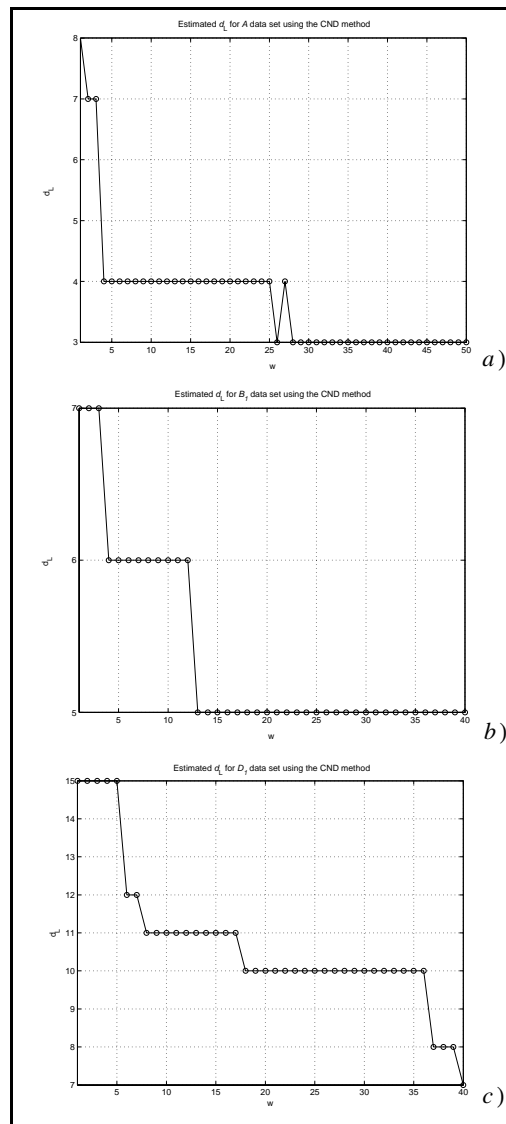 Estimated d_L for A data set using the CND method
8
7
6
5
4
3
d_L
5 10 15 20 25 30 35 40 45 50
w
a)
Estimated d_L for B_1 data set using the CND method
7
6
5
d_L
5 10 15 20 25 30 35 40
w
b)
Estimated d_L for D_1 data set using the CND method
15
14
13
12
11
10
9
8
7
d_L
5 10 15 20 25 30 35 40
w
c)